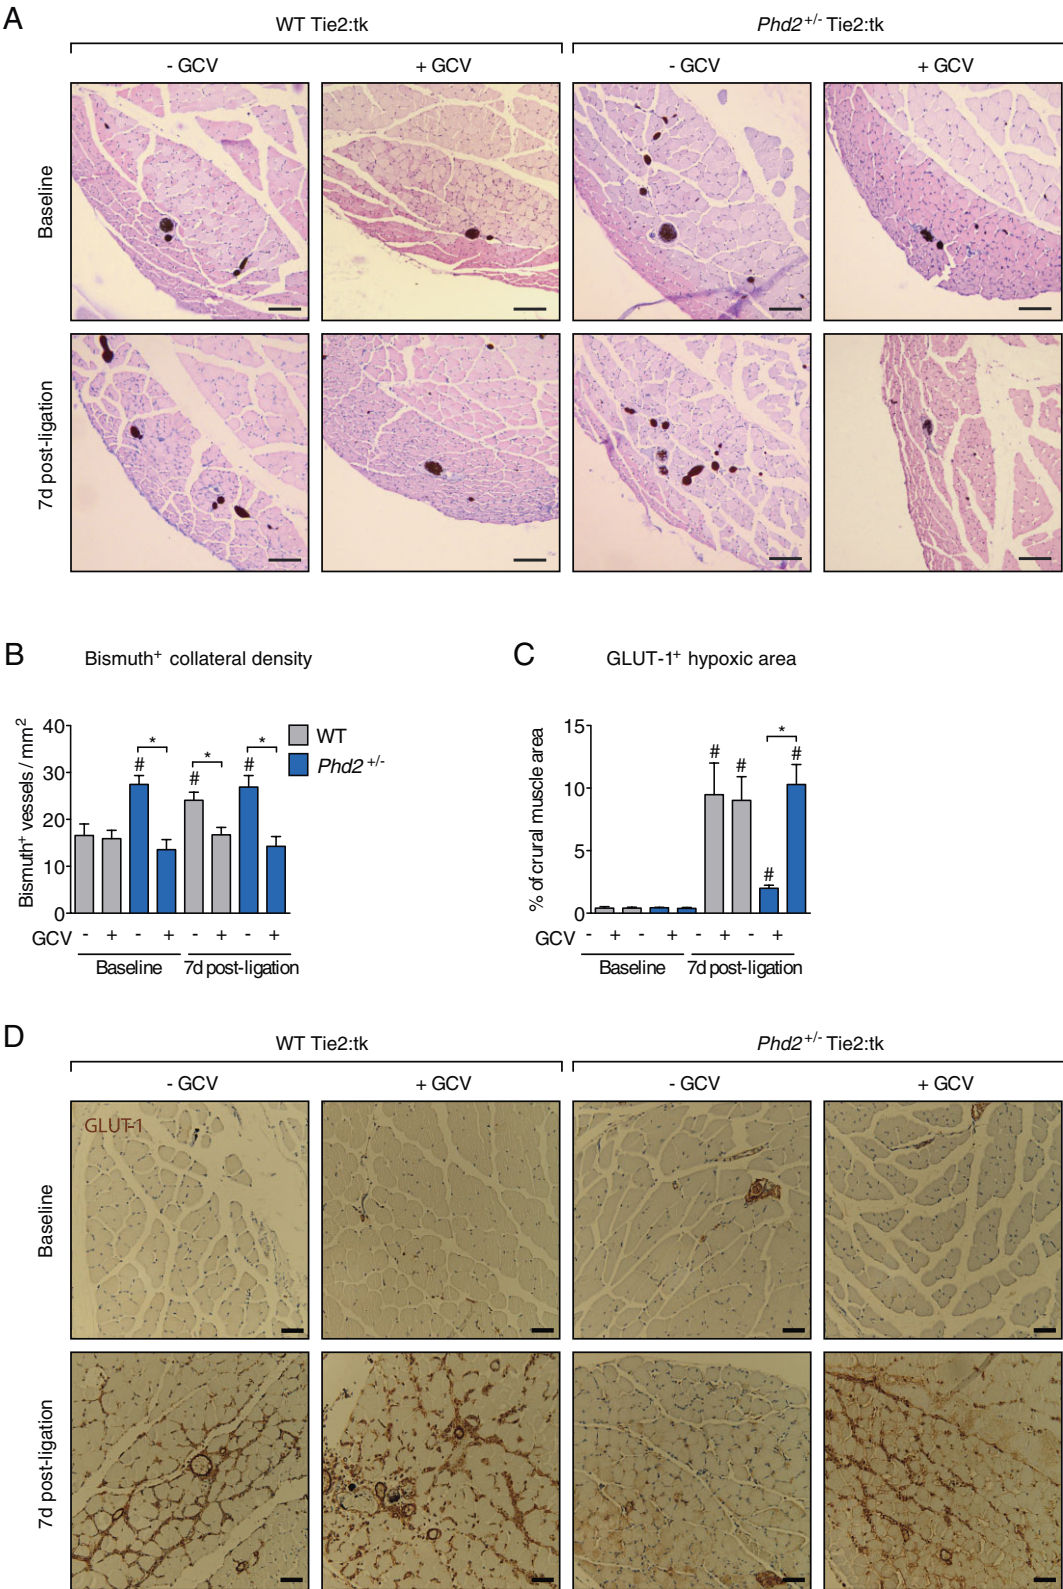 A
WT Tie2:tk
Phd2+/- Tie2:tk
- GCV
+ GCV
- GCV
+ GCV
Baseline
7d post-ligation
B
Bismuth+ collateral density
Bismuth+ vessels / mm2
40
30
20
10
0
# * # * # *
WT
Phd2+/-
GCV - + - + - + - +
Baseline
7d post-ligation
C
GLUT-1+ hypoxic area
% of crural muscle area
15
10
5
0
# # # * #
GCV - + - + - + - +
Baseline
7d post-ligation
D
WT Tie2:tk
Phd2+/- Tie2:tk
- GCV
+ GCV
- GCV
+ GCV
GLUT-1
Baseline
7d post-ligation